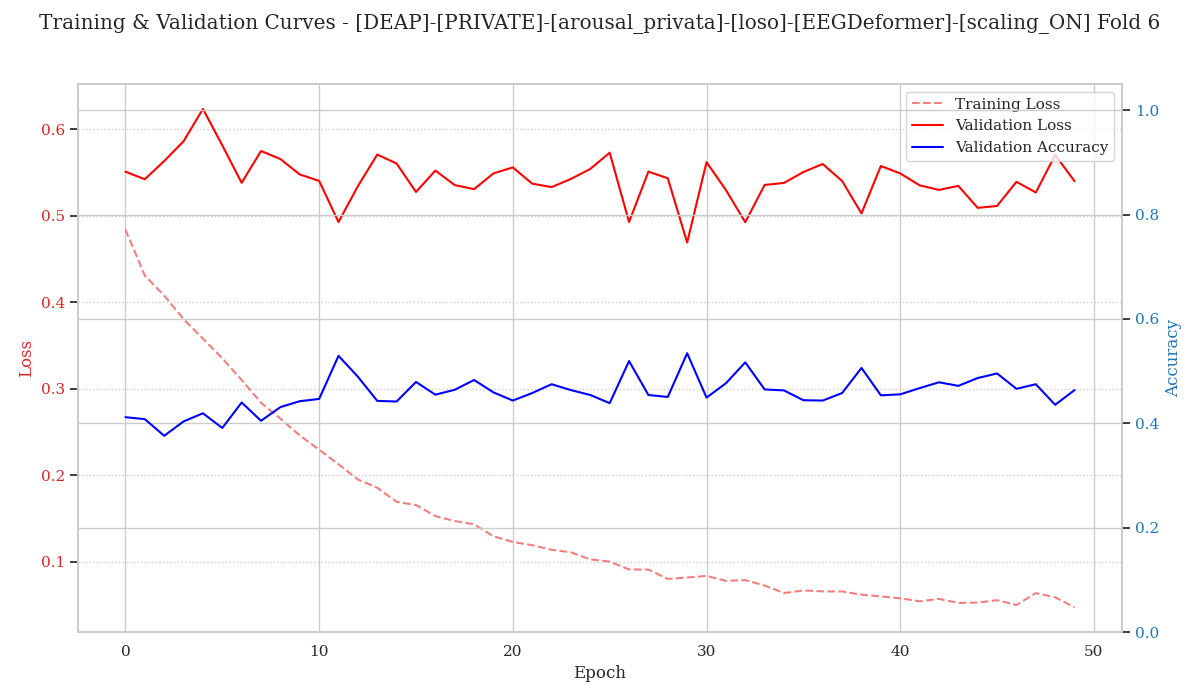 Training & Validation Curves - [DEAP]-[PRIVATE]-[arousal_privata]-[loso]-[EEGDeformer]-[scaling_ON] Fold 6
Training Loss
Validation Loss
Validation Accuracy
Loss
0.6
0.5
0.4
0.3
0.2
0.1
1.0
0.8
0.6
0.4
0.2
0.0
Accuracy
0 10 20 30 40 50
Epoch